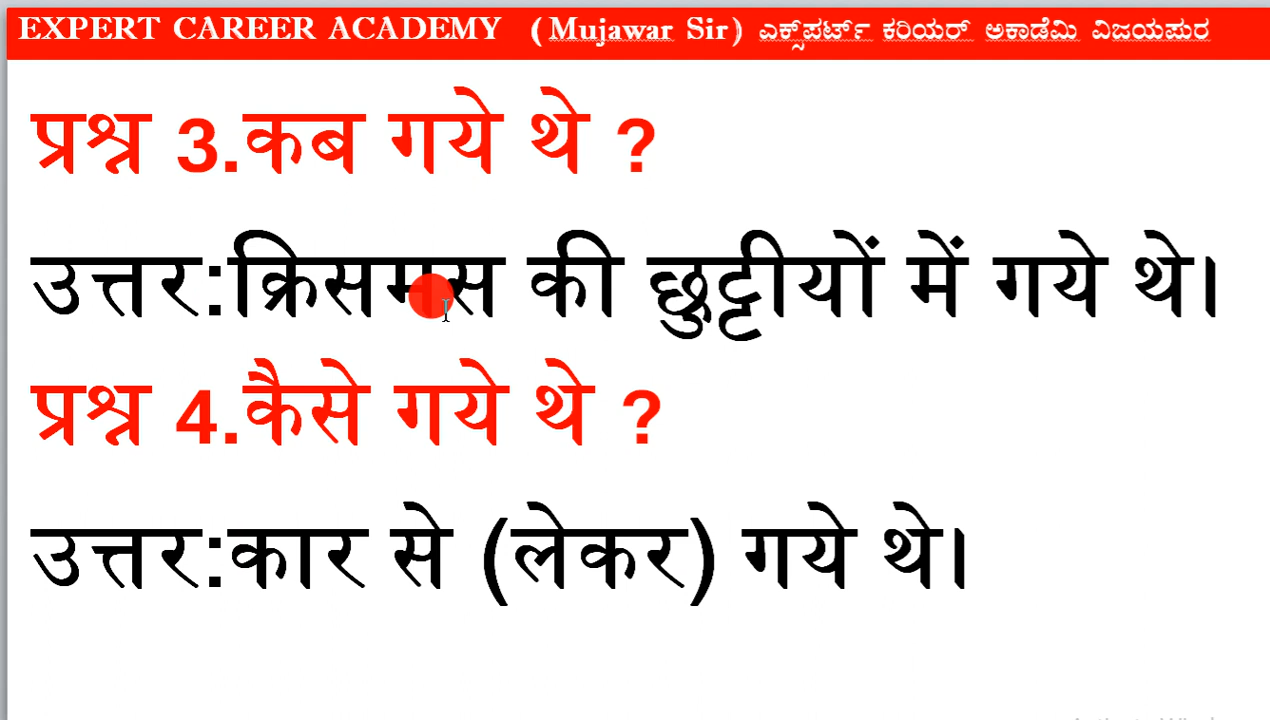 EXPERT CAREER ACADEMY (Mujawar Sir) ಎಕ್ಸ್‌ಪರ್ಟ್ ಕರಿಯರ್ ಅಕಾಡೆಮಿ ವಿಜಯಪುರ
प्रश्न 3.कब गये थे ?
उत्तर:क्रिसमस की छुट्टीयों में गये थे।
प्रश्न 4.कैसे गये थे ?
उत्तर:कार से (लेकर) गये थे।